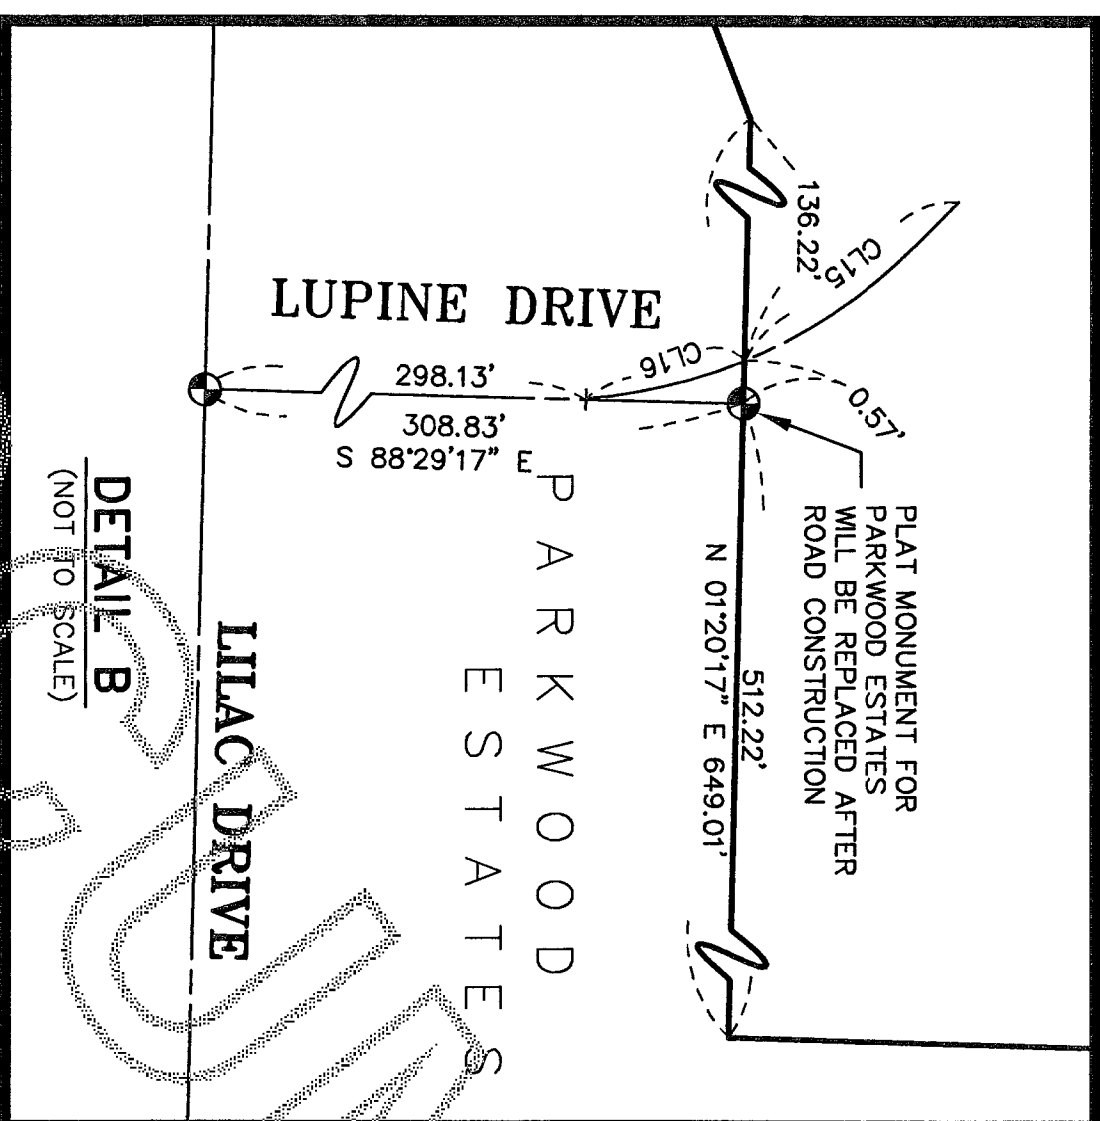 136.22'
CL15
LUPINE DRIVE
CL16
298.13'
308.83'
S 88°29'17" E
0.57'
PLAT MONUMENT FOR
PARKWOOD ESTATES
WILL BE REPLACED AFTER
ROAD CONSTRUCTION
512.22'
N 01°20'17" E 649.01'
PARKWOOD
ESTATES
LILAC DRIVE
DETAIL B
(NOT TO SCALE)